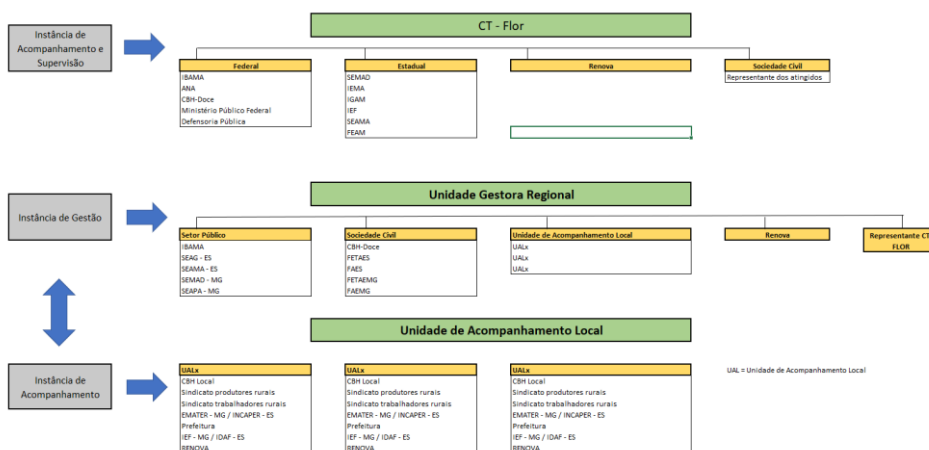 Instância de
Acompanhamento e
Supervisão
CT - Flor
Federal
IBAMA
ANA
CBH-Doce
Ministério Público Federal
Defensoria Pública
Estadual
SEMAD
IEMA
IGAM
IEF
SEAMA
FEAM
Renova
Sociedade Civil
Representante dos atingidos
Instância de Gestão
Unidade Gestora Regional
Setor Público
IBAMA
SEAG - ES
SEAMA - ES
SEMAD - MG
SEAPA - MG
Sociedade Civil
CBH-Doce
FETAES
FAES
FETAEMG
FAEMG
Unidade de Acompanhamento Local
UALx
UALx
UALx
Renova
Representante CT
FLOR
Instância de
Acompanhamento
Unidade de Acompanhamento Local
UALx
CBH Local
Sindicato produtores rurais
Sindicato trabalhadores rurais
EMATER - MG / INCAPER - ES
Prefeitura
IEF - MG / IDAF - ES
RENOVA
UALx
CBH Local
Sindicato produtores rurais
Sindicato trabalhadores rurais
EMATER - MG / INCAPER - ES
Prefeitura
IEF - MG / IDAF - ES
RENOVA
UALx
CBH Local
Sindicato produtores rurais
Sindicato trabalhadores rurais
EMATER - MG / INCAPER - ES
Prefeitura
IEF - MG / IDAF - ES
RENOVA
UAL = Unidade de Acompanhamento Local